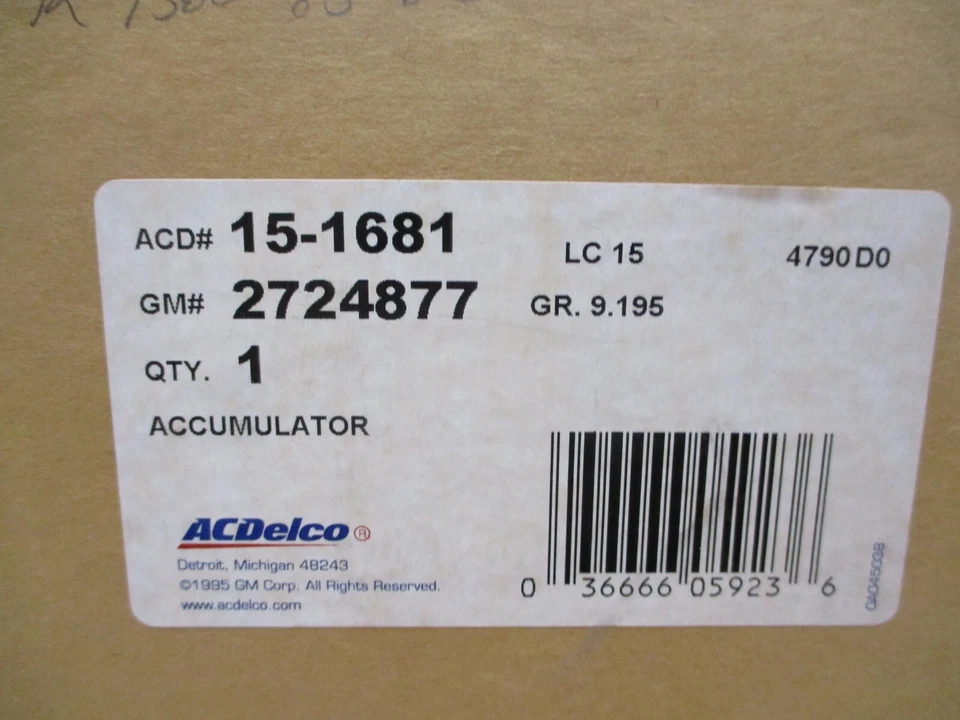 ACD# 15-1681
LC 15
4790 D0
GM# 2724877
GR. 9.195
QTY. 1
ACCUMULATOR
ACDelco®
Detroit, Michigan 48243
©1995 GM Corp. All Rights Reserved.
www.acdelco.com
0 36666 05923 6
0A045038